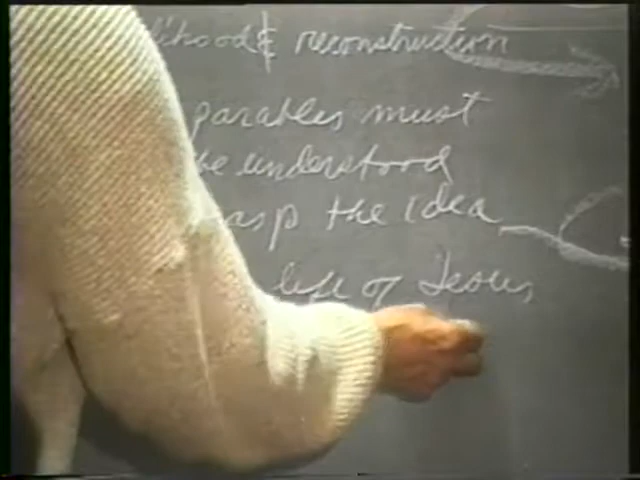 ihood & reconstruction
parables must
be understood
asp the idea
life of Jesus